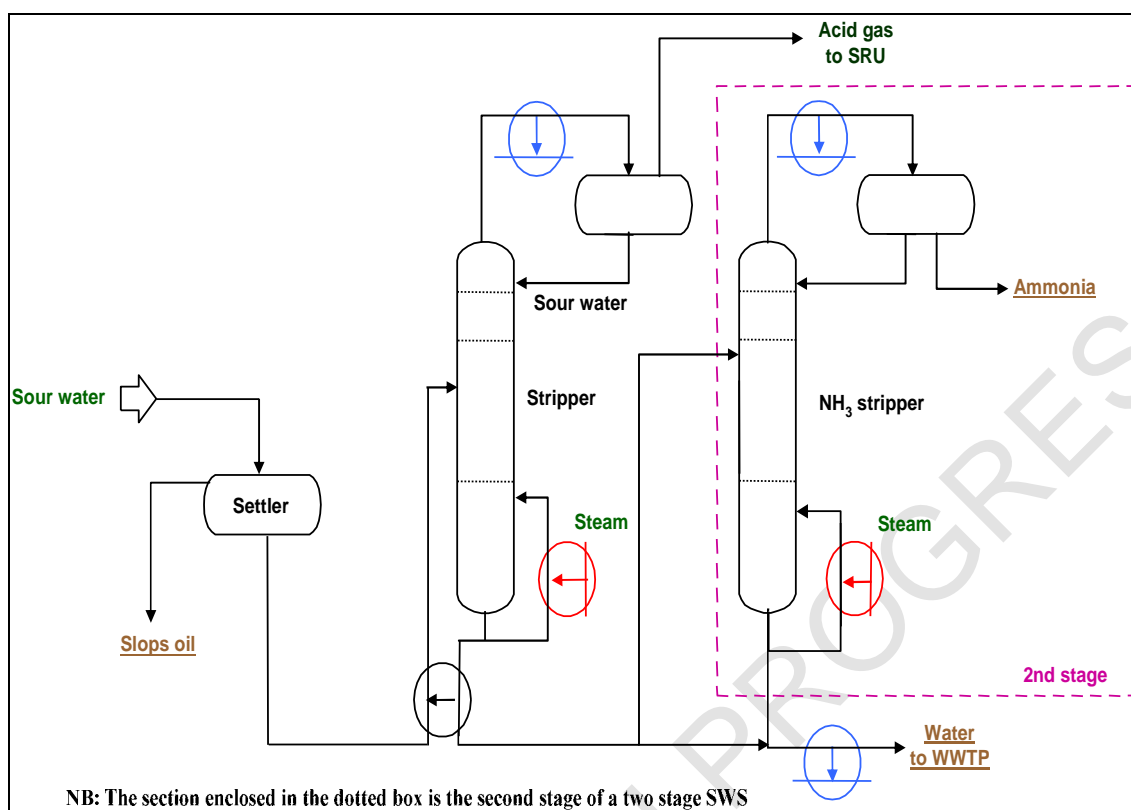 Acid gas
to SRU
Sour water
Ammonia
Sour water
Stripper
NH₃ stripper
Settler
Steam
Steam
Slops oil
2nd stage
Water
to WWTP
NB: The section enclosed in the dotted box is the second stage of a two stage SWS
PROGRES